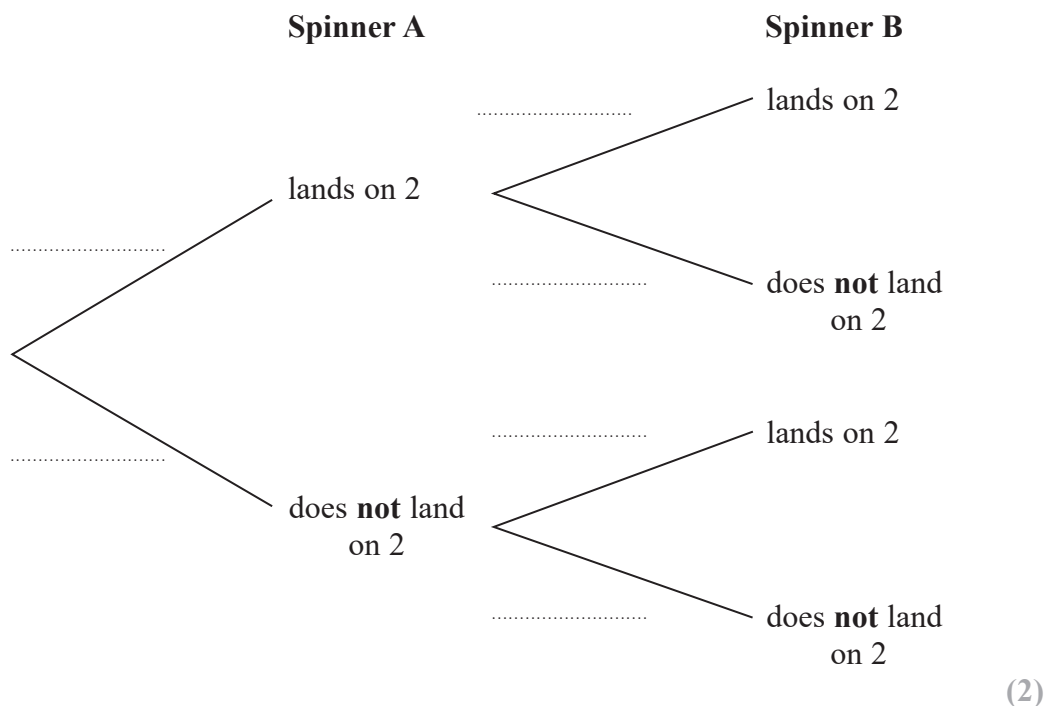 Spinner A
Spinner B
lands on 2
lands on 2
does not land
on 2
lands on 2
does not land
on 2
does not land
on 2
(2)